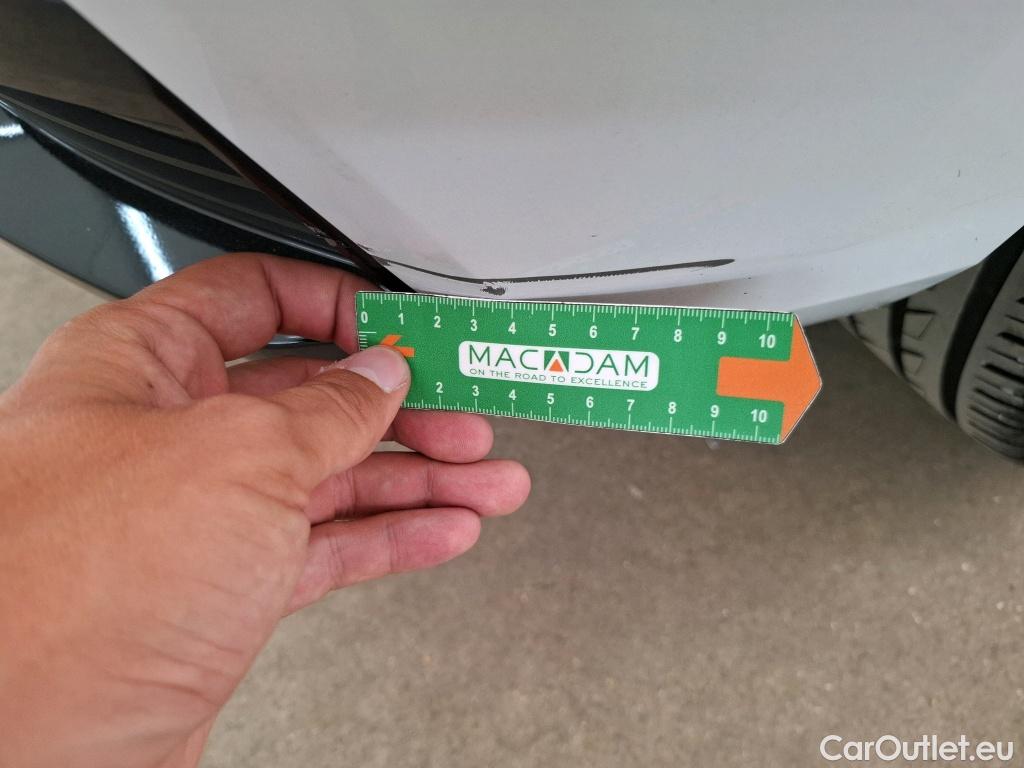 0 1 2 3 4 5 6 7 8 9 10
MACADAM
ON THE ROAD TO EXCELLENCE
2 3 4 5 6 7 8 9 10
CarOutlet.eu